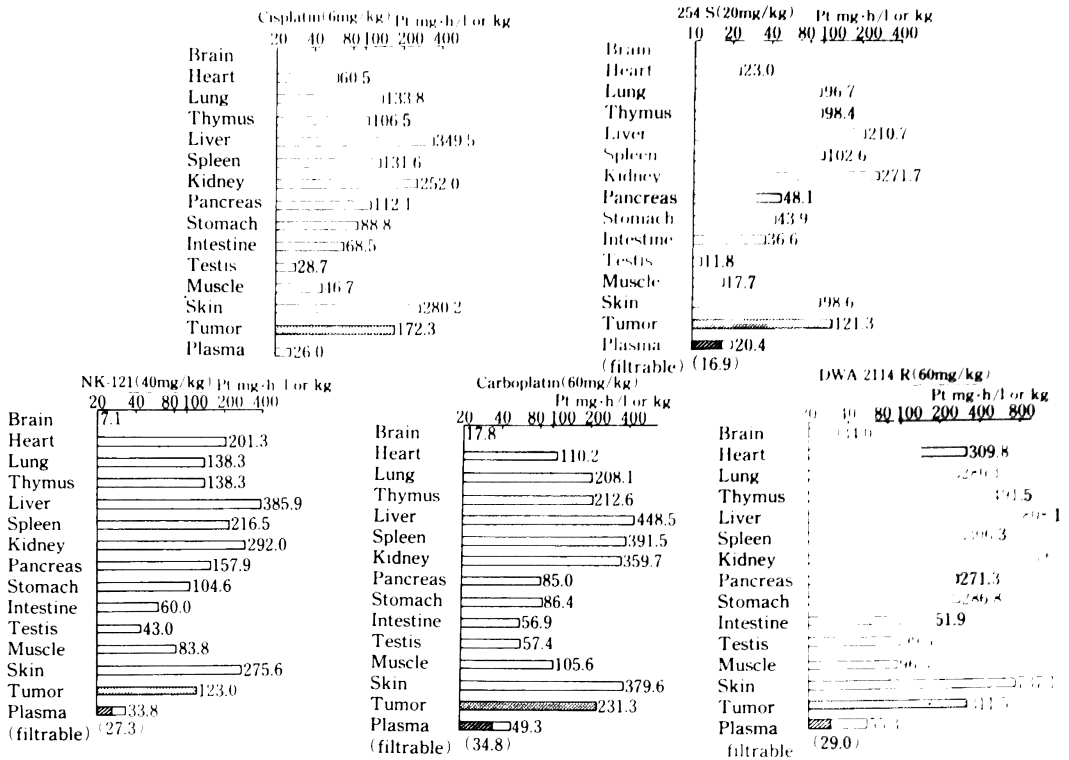 Cisplatin(6mg/kg) Pt mg·h/l or kg
20 40 80 100 200 400
Brain
Heart 60.5
Lung 133.8
Thymus 106.5
Liver 349.5
Spleen 131.6
Kidney 252.0
Pancreas 112.1
Stomach 88.8
Intestine 68.5
Testis 28.7
Muscle 46.7
Skin 280.2
Tumor 172.3
Plasma 26.0
254 S(20mg/kg) Pt mg·h/l or kg
10 20 40 80 100 200 400
Brain
Heart 23.0
Lung 96.7
Thymus 98.4
Liver 210.7
Spleen 102.6
Kidney 271.7
Pancreas 48.1
Stomach 43.9
Intestine 36.6
Testis 11.8
Muscle 17.7
Skin 98.6
Tumor 121.3
Plasma 20.4
(filtrable) (16.9)
NK-121(40mg/kg) Pt mg·h/l or kg
20 40 80 100 200 400
Brain 7.1
Heart 201.3
Lung 138.3
Thymus 138.3
Liver 385.9
Spleen 216.5
Kidney 292.0
Pancreas 157.9
Stomach 104.6
Intestine 60.0
Testis 43.0
Muscle 83.8
Skin 275.6
Tumor 123.0
Plasma 33.8
(filtrable) (27.3)
Carboplatin(60mg/kg)
Pt mg·h/l or kg
20 40 80 100 200 400
Brain 17.8
Heart 110.2
Lung 208.1
Thymus 212.6
Liver 448.5
Spleen 391.5
Kidney 359.7
Pancreas 85.0
Stomach 86.4
Intestine 56.9
Testis 57.4
Muscle 105.6
Skin 379.6
Tumor 231.3
Plasma 49.3
(filtrable) (34.8)
DWA 2114 R(60mg/kg)
Pt mg·h/l or kg
40 80 100 200 400 800
Brain
Heart 309.8
Lung
Thymus
Liver
Spleen
Kidney
Pancreas 271.3
Stomach 286.8
Intestine 51.9
Testis
Muscle
Skin
Tumor
Plasma
filtrable (29.0)